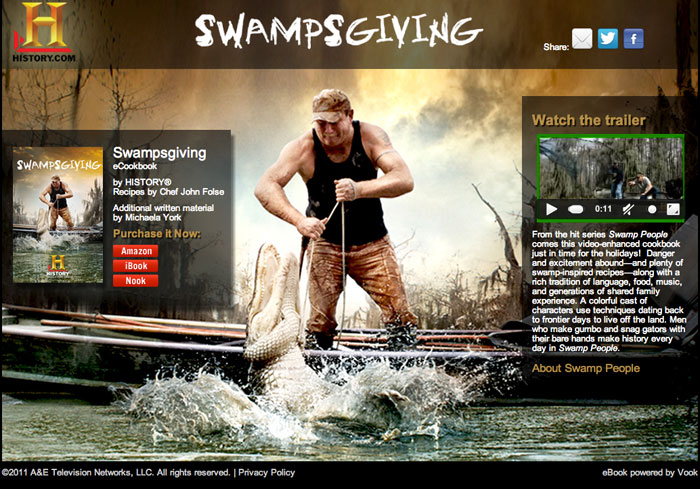 H
HISTORY.COM
SWAMPSGIVING
Share:
SWAMPSGIVING
H
HISTORY
Swampsgiving
eCookbook
by HISTORY®
Recipes by Chef John Folse
Additional written material
by Michaela York
Purchase it Now:
Amazon
iBook
Nook
Watch the trailer
0:11
From the hit series Swamp People
comes this video-enhanced cookbook
just in time for the holidays! Danger
and excitement abound—and plenty of
swamp-inspired recipes—along with a
rich tradition of language, food, music,
and generations of shared family
experience. A colorful cast of
characters use techniques dating back
to frontier days to live off the land. Men
who make gumbo and snag gators with
their bare hands make history every
day in Swamp People.
About Swamp People
©2011 A&E Television Networks, LLC. All rights reserved. | Privacy Policy
eBook powered by Vook